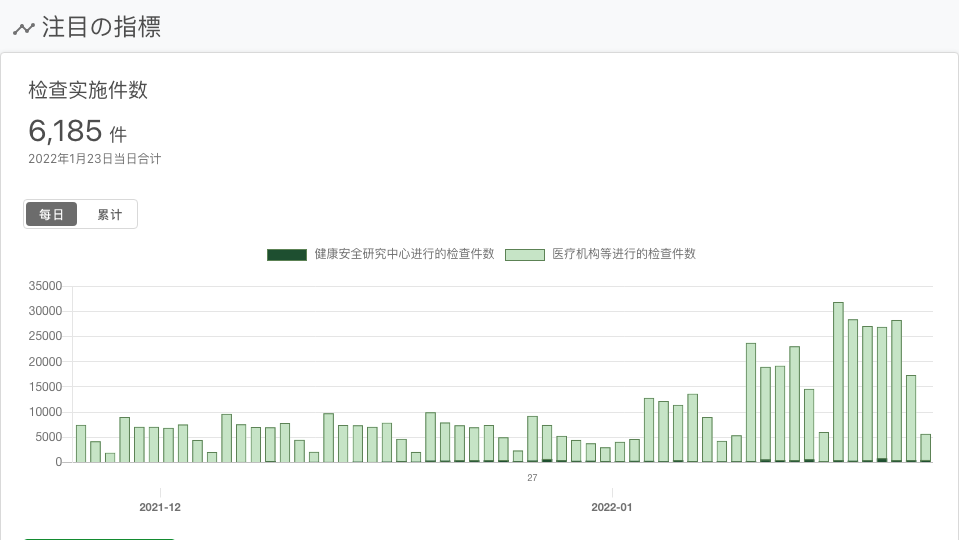 注目の指標
检查实施件数
6,185 件
2022年1月23日当日合计
每日 累计
健康安全研究中心进行的检查件数 医疗机构等进行的检查件数
35000
30000
25000
20000
15000
10000
5000
0
27
2021-12 2022-01